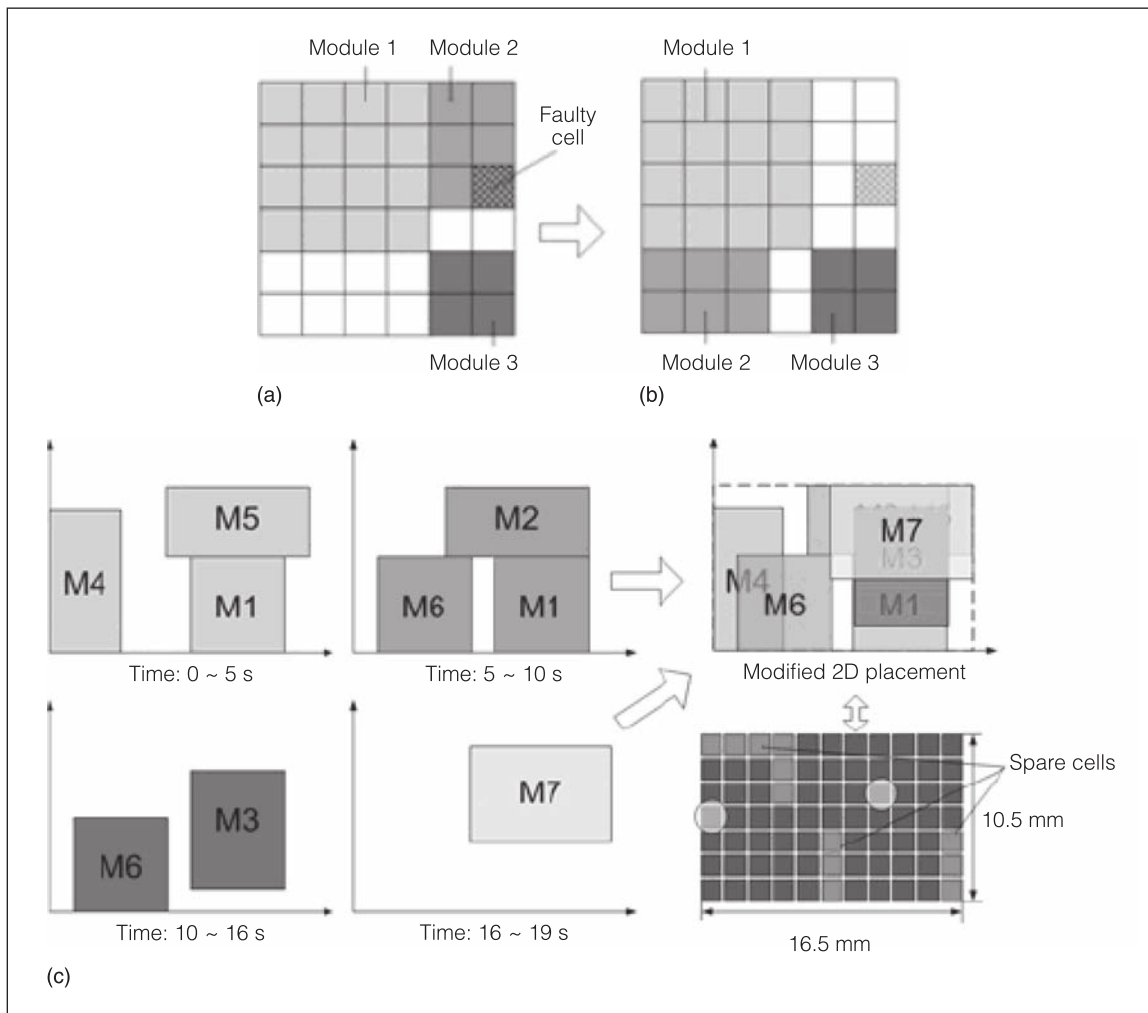 Module 1
Module 2
Faulty
cell
Module 3
(a)
Module 1
Module 2
Module 3
(b)
M5
M4
M1
Time: 0 ~ 5 s
M2
M6
M1
Time: 5 ~ 10 s
M7
M3
M4
M6
M1
Modified 2D placement
M6
M3
Time: 10 ~ 16 s
M7
Time: 16 ~ 19 s
Spare cells
10.5 mm
16.5 mm
(c)